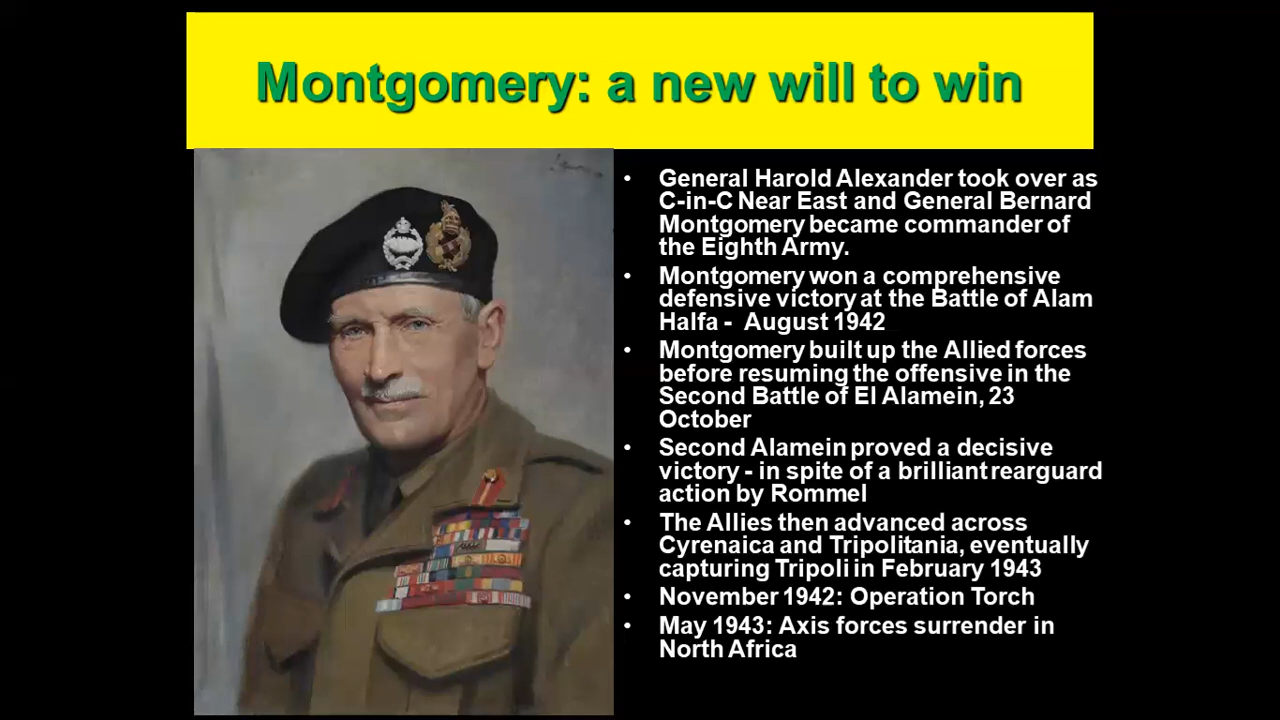 Montgomery: a new will to win
• General Harold Alexander took over as
C-in-C Near East and General Bernard
Montgomery became commander of
the Eighth Army.
• Montgomery won a comprehensive
defensive victory at the Battle of Alam
Halfa - August 1942
• Montgomery built up the Allied forces
before resuming the offensive in the
Second Battle of El Alamein, 23
October
• Second Alamein proved a decisive
victory - in spite of a brilliant rearguard
action by Rommel
• The Allies then advanced across
Cyrenaica and Tripolitania, eventually
capturing Tripoli in February 1943
• November 1942: Operation Torch
• May 1943: Axis forces surrender in
North Africa